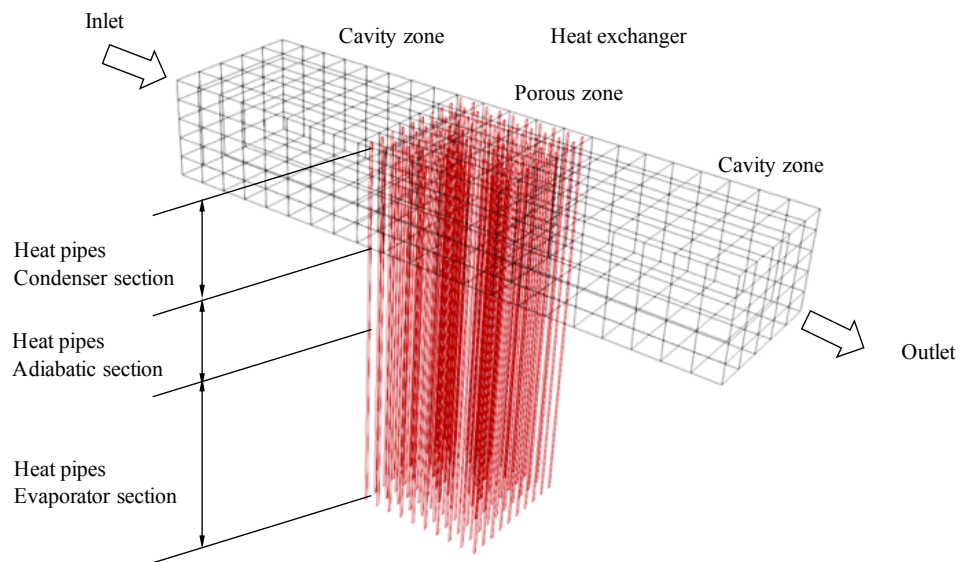 Inlet
Cavity zone
Heat exchanger
Porous zone
Cavity zone
Heat pipes
Condenser section
Heat pipes
Adiabatic section
Outlet
Heat pipes
Evaporator section